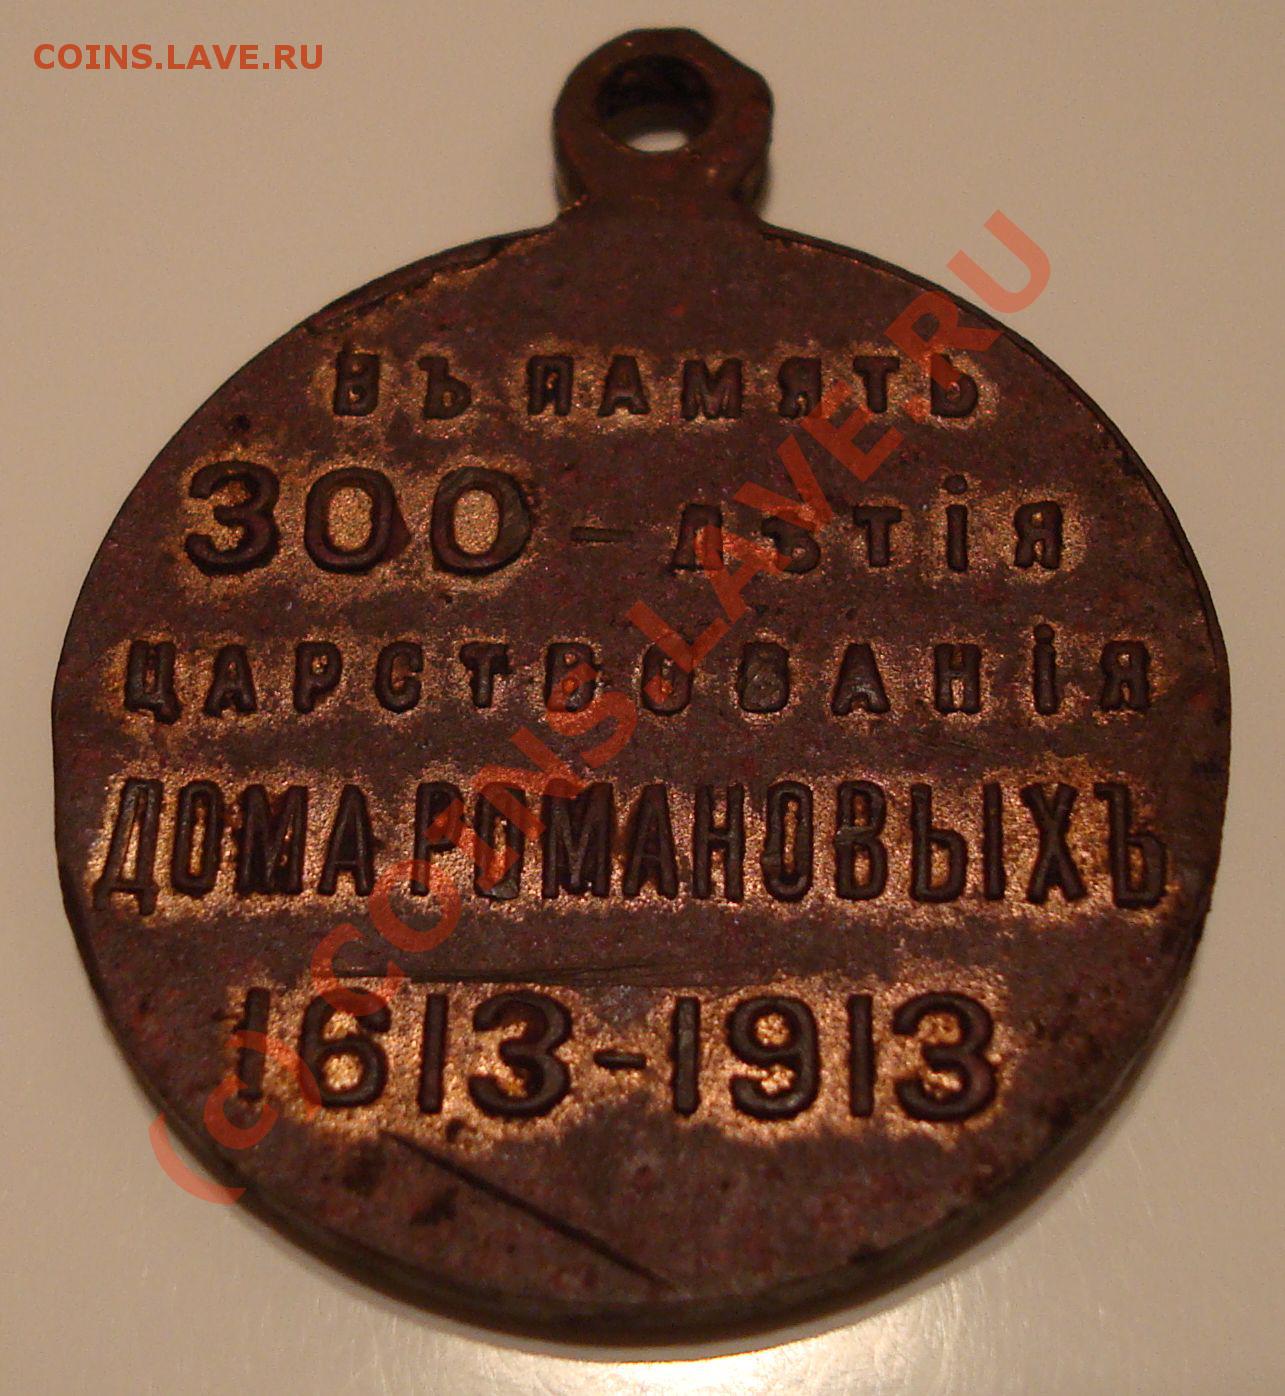 COINS.LAVE.RU
ВЪ ПАМЯТЬ
300-лѣтія
ЦАРСТВОВАНІЯ
ДОМА РОМАНОВЫХЪ
1613-1913
(c) COINS.LAVE.RU